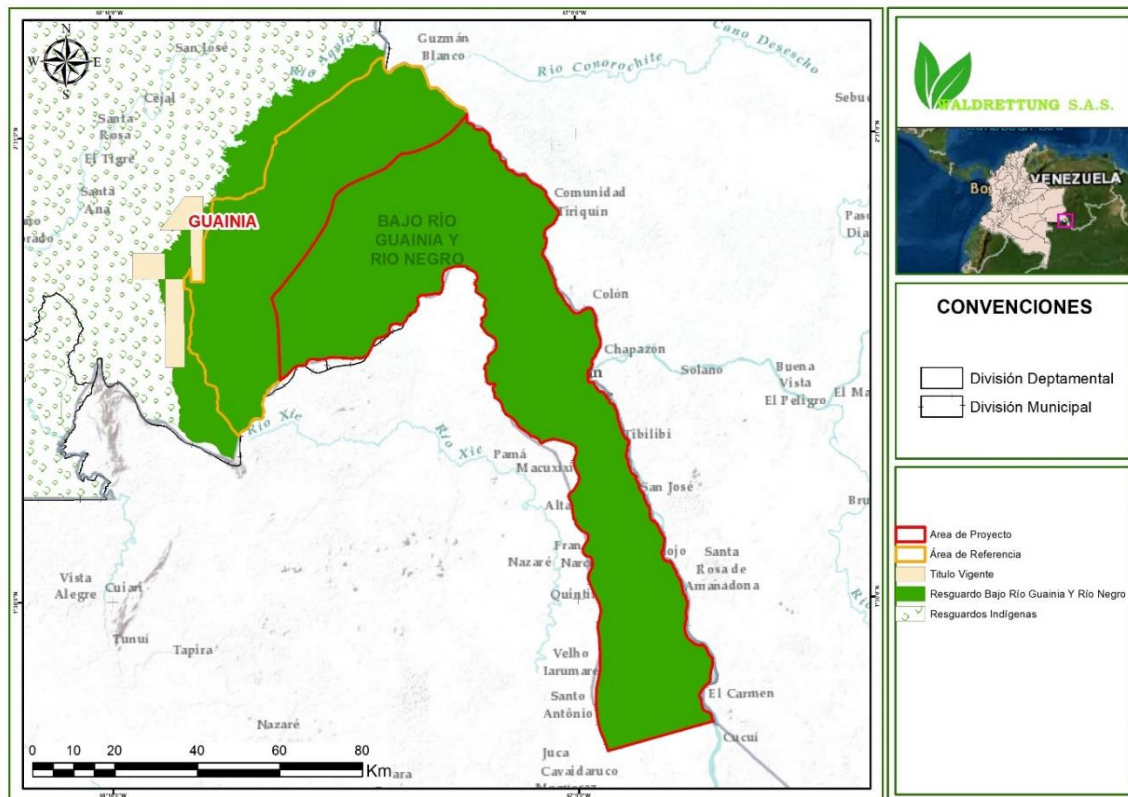 N
W
E
S
San José
Río Aquio
Guzmán
Blanco
Río Conorochite
Cano Desescho
Cejal
Santa
Rosa
El Tigre
Santa
Ana
GUAINIA
BAJO RÍO
GUAINIA Y
RIO NEGRO
Comunidad
Tiriquín
Colón
Chapazón
Solano
Buena
Vista
El Peligro
Río Xie
Río Xie
Pamá
Macuxixi
Tibilibi
San José
Alta
Nazaré
Santa
Rosa de
Amanadona
Vista
Alegre
Cuiari
Tunuí
Tapira
Velho
Iarumare
Santo
Antônio
El Carmen
Cucuí
Nazaré
Juca
Cavaidaruco
0 10 20 40 60 80
Km
WALDRETTUNG S.A.S.
VENEZUELA
CONVENCIONES
División Deptamental
División Municipal
Area de Proyecto
Área de Referencia
Titulo Vigente
Resguardo Bajo Río Guainia Y Río Negro
Resguardos Indígenas